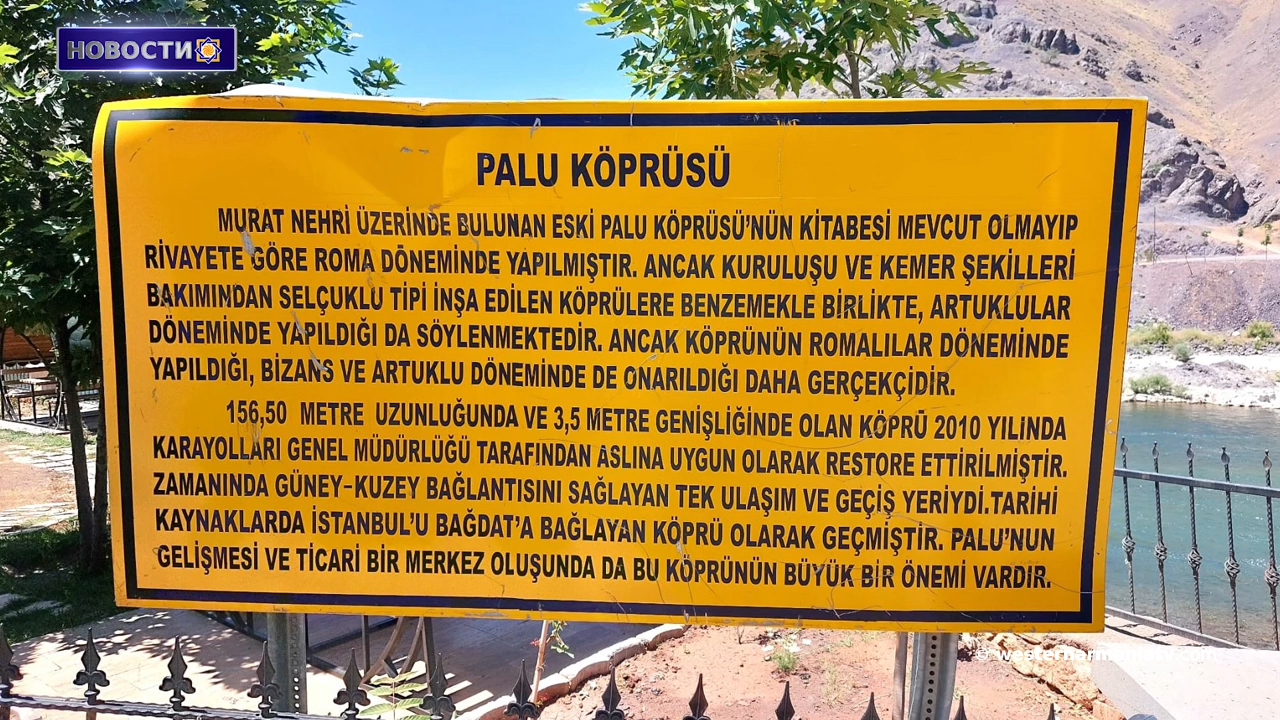 НОВОСТИ
PALU KÖPRÜSÜ
MURAT NEHRİ ÜZERİNDE BULUNAN ESKİ PALU KÖPRÜSÜ'NÜN KİTABESİ MEVCUT OLMAYIP
RİVAYETE GÖRE ROMA DÖNEMİNDE YAPILMIŞTIR. ANCAK KURULUŞU VE KEMER ŞEKİLLERİ
BAKIMINDAN SELÇUKLU TİPİ İNŞA EDİLEN KÖPRÜLERE BENZEMEKLE BİRLİKTE, ARTUKLULAR
DÖNEMİNDE YAPILDIĞI DA SÖYLENMEKTEDİR. ANCAK KÖPRÜNÜN ROMALILAR DÖNEMİNDE
YAPILDIĞI, BİZANS VE ARTUKLU DÖNEMİNDE DE ONARILDIĞI DAHA GERÇEKÇİDİR.
156,50 METRE UZUNLUĞUNDA VE 3,5 METRE GENİŞLİĞİNDE OLAN KÖPRÜ 2010 YILINDA
KARAYOLLARI GENEL MÜDÜRLÜĞÜ TARAFINDAN ASLINA UYGUN OLARAK RESTORE ETTİRİLMİŞTİR.
ZAMANINDA GÜNEY-KUZEY BAĞLANTISINI SAĞLAYAN TEK ULAŞIM VE GEÇİŞ YERİYDİ.TARİHİ
KAYNAKLARDA İSTANBUL'U BAĞDAT'A BAĞLAYAN KÖPRÜ OLARAK GEÇMİŞTİR. PALU'NUN
GELİŞMESİ VE TİCARİ BİR MERKEZ OLUŞUNDA DA BU KÖPRÜNÜN BÜYÜK BİR ÖNEMİ VARDIR.
© westernarmeniatv.com